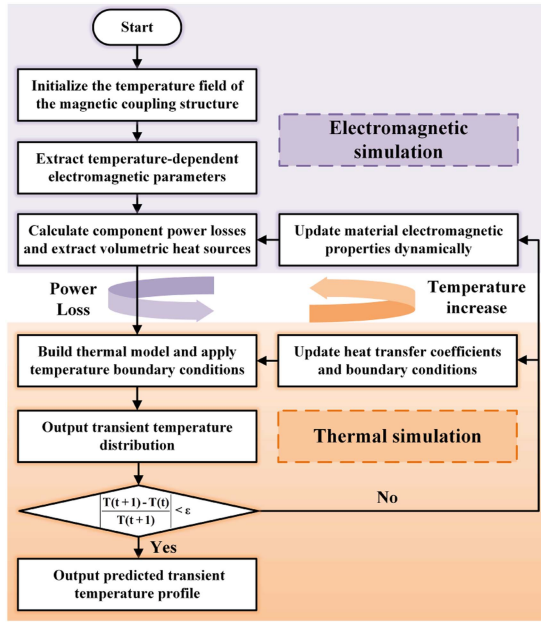 Start
Initialize the temperature field of
the magnetic coupling structure
Electromagnetic
simulation
Extract temperature-dependent
electromagnetic parameters
Calculate component power losses
and extract volumetric heat sources
Update material electromagnetic
properties dynamically
Power
Loss
Temperature
increase
Build thermal model and apply
temperature boundary conditions
Update heat transfer coefficients
and boundary conditions
Output transient temperature
distribution
Thermal simulation
|T(t+1)-T(t)
T(t+1)| < ε
No
Yes
Output predicted transient
temperature profile